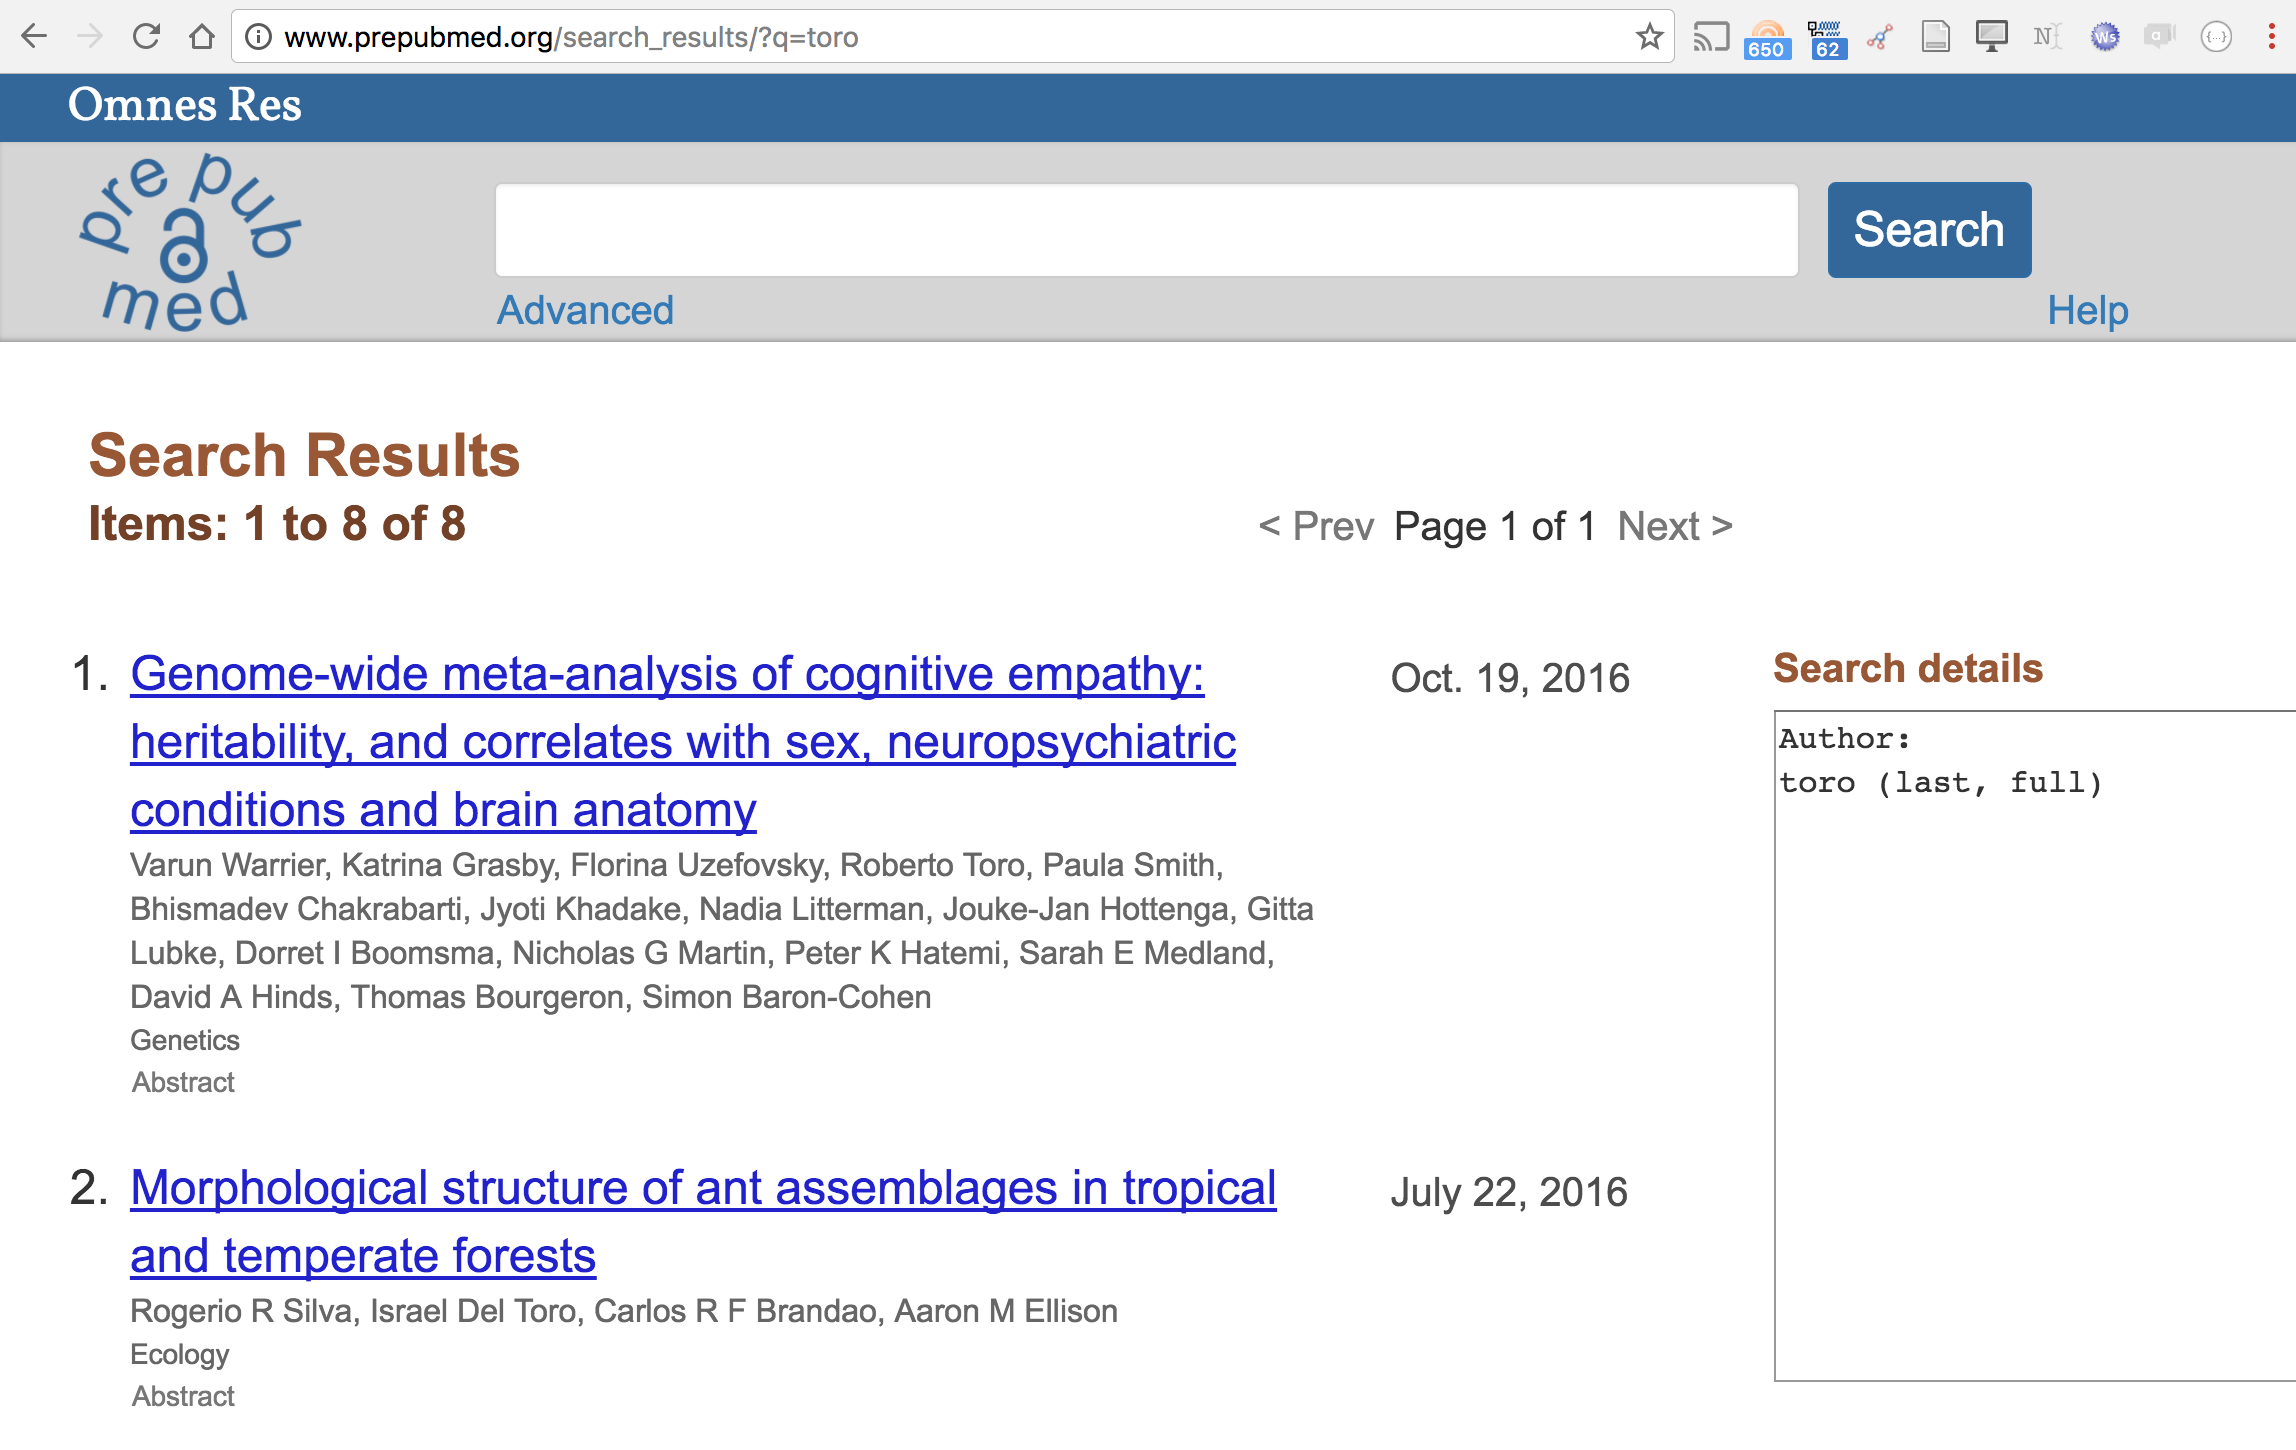 www.prepubmed.org/search_results/?q=toro
650
62
N
Ws
a
{...}
Omnes Res
pre pub
med
Search
Advanced
Help
Search Results
Items: 1 to 8 of 8
< Prev Page 1 of 1 Next >
1. Genome-wide meta-analysis of cognitive empathy:
heritability, and correlates with sex, neuropsychiatric
conditions and brain anatomy
Oct. 19, 2016
Varun Warrier, Katrina Grasby, Florina Uzefovsky, Roberto Toro, Paula Smith,
Bhismadev Chakrabarti, Jyoti Khadake, Nadia Litterman, Jouke-Jan Hottenga, Gitta
Lubke, Dorret I Boomsma, Nicholas G Martin, Peter K Hatemi, Sarah E Medland,
David A Hinds, Thomas Bourgeron, Simon Baron-Cohen
Genetics
Abstract
2. Morphological structure of ant assemblages in tropical
and temperate forests
July 22, 2016
Rogerio R Silva, Israel Del Toro, Carlos R F Brandao, Aaron M Ellison
Ecology
Abstract
Search details
Author:
toro (last, full)